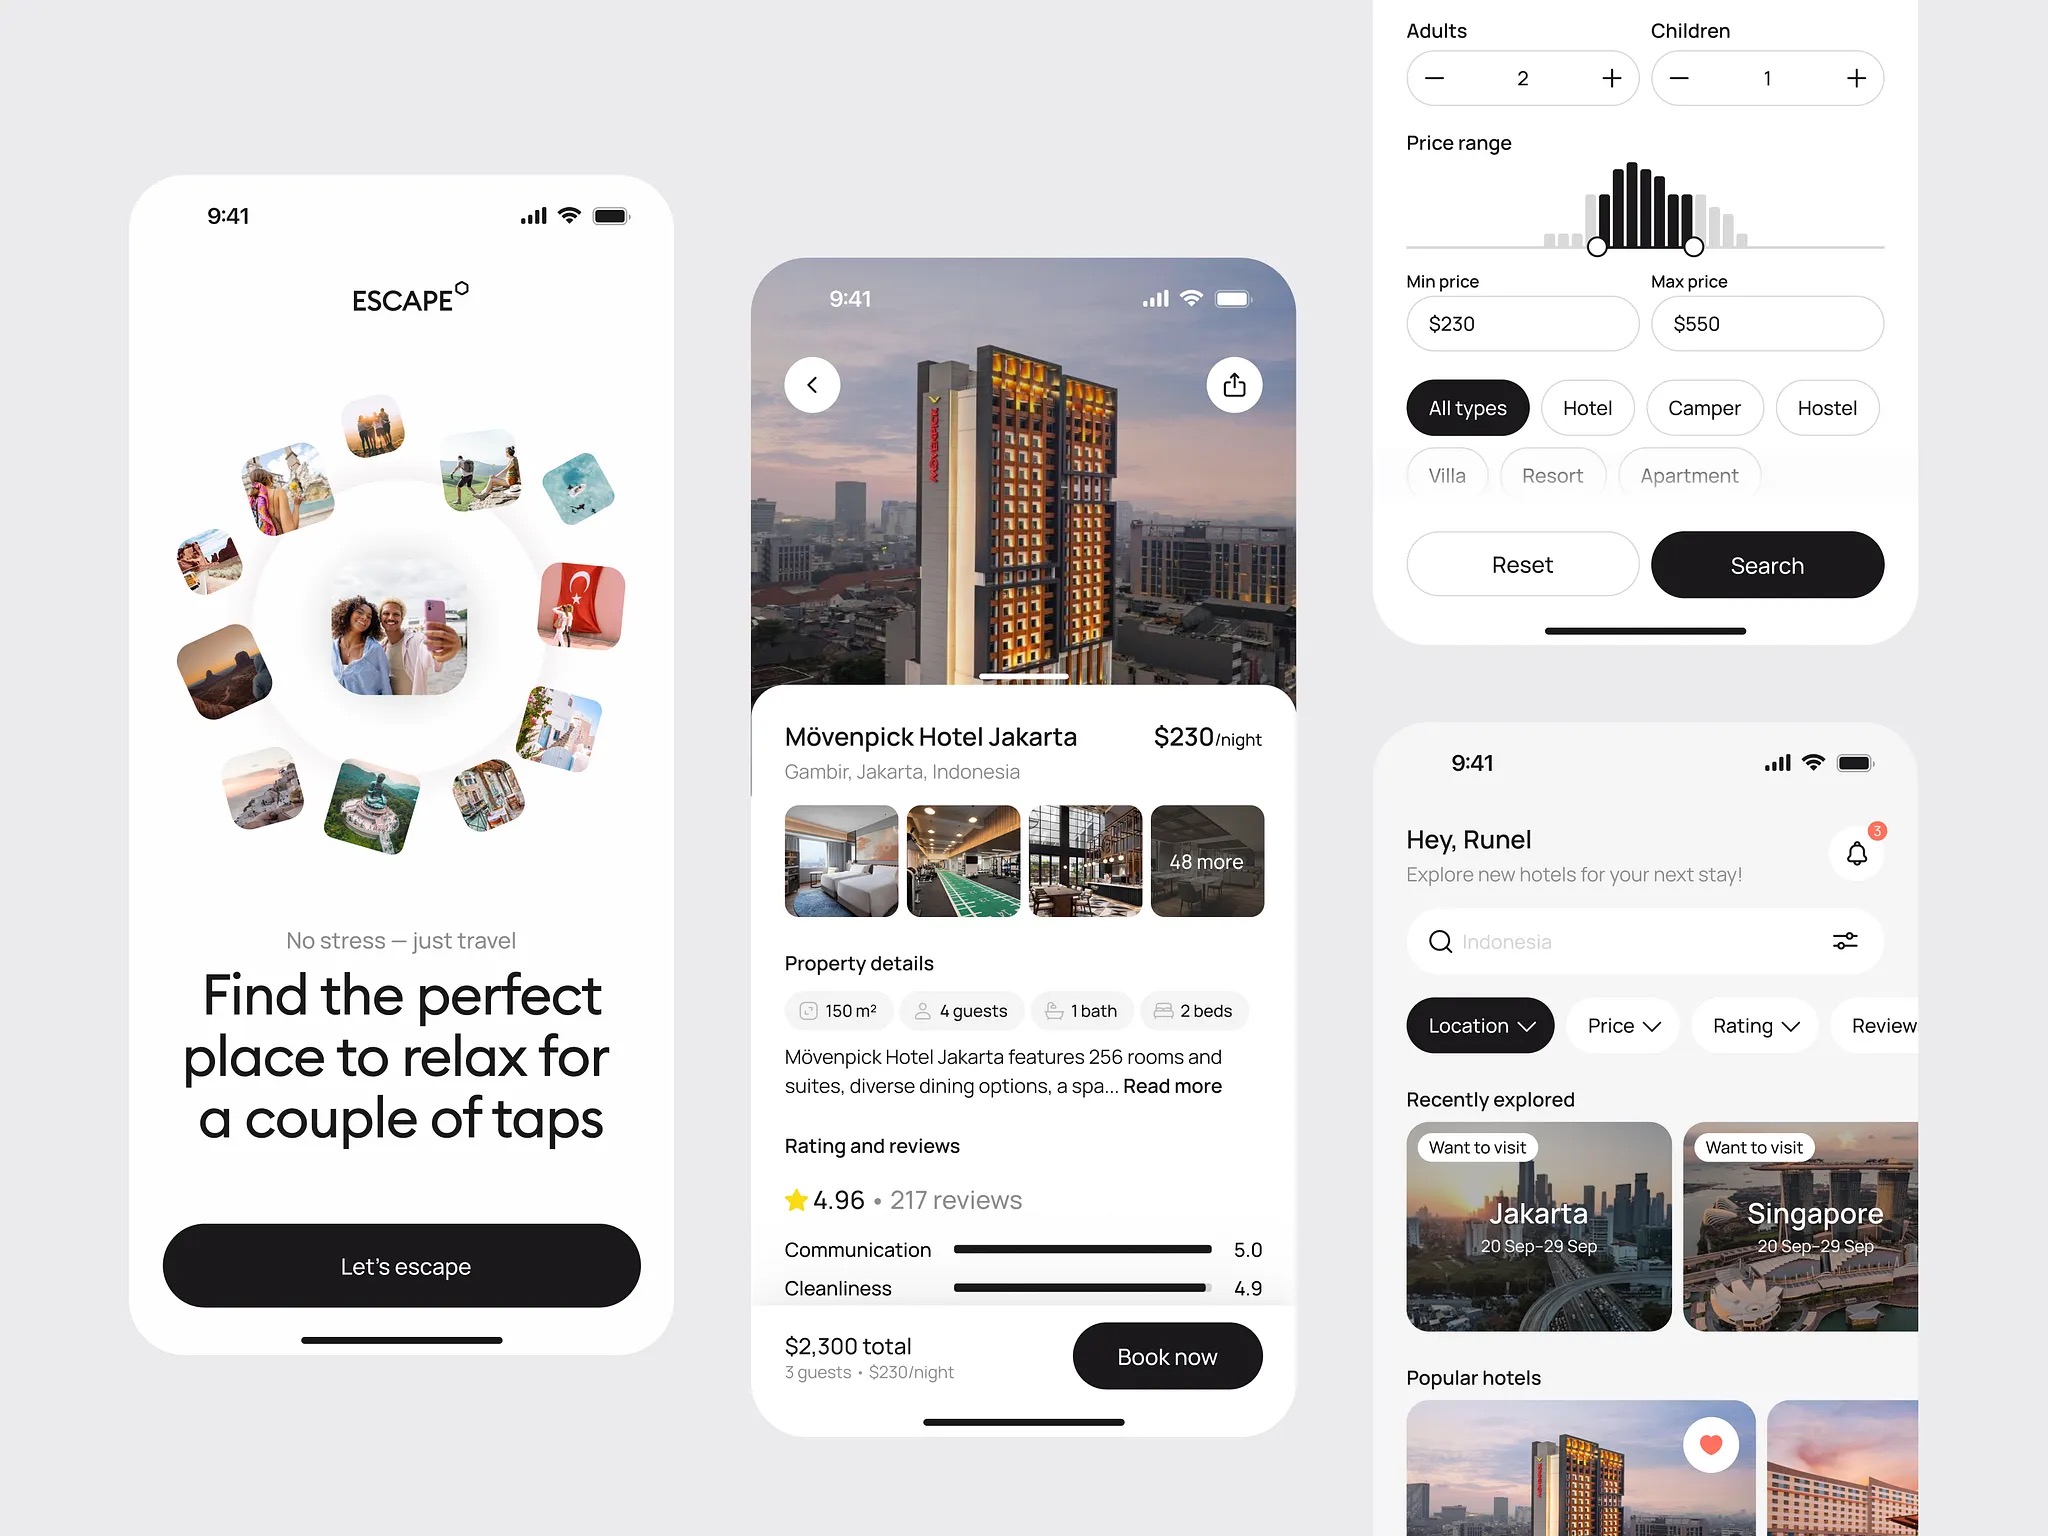 9:41
ESCAPE
No stress — just travel
Find the perfect
place to relax for
a couple of taps
Let's escape
9:41
MÖVENPICK
Mövenpick Hotel Jakarta
$230/night
Gambir, Jakarta, Indonesia
48 more
Property details
150 m²
4 guests
1 bath
2 beds
Mövenpick Hotel Jakarta features 256 rooms and
suites, diverse dining options, a spa... Read more
Rating and reviews
4.96 • 217 reviews
Communication 5.0
Cleanliness 4.9
$2,300 total
3 guests • $230/night
Book now
Adults
Children
2
1
Price range
Min price
Max price
$230
$550
All types
Hotel
Camper
Hostel
Villa
Resort
Apartment
Reset
Search
9:41
Hey, Runel
3
Explore new hotels for your next stay!
Indonesia
Location
Price
Rating
Review
Recently explored
Want to visit
Jakarta
20 Sep–29 Sep
Want to visit
Singapore
20 Sep–29 Sep
Popular hotels